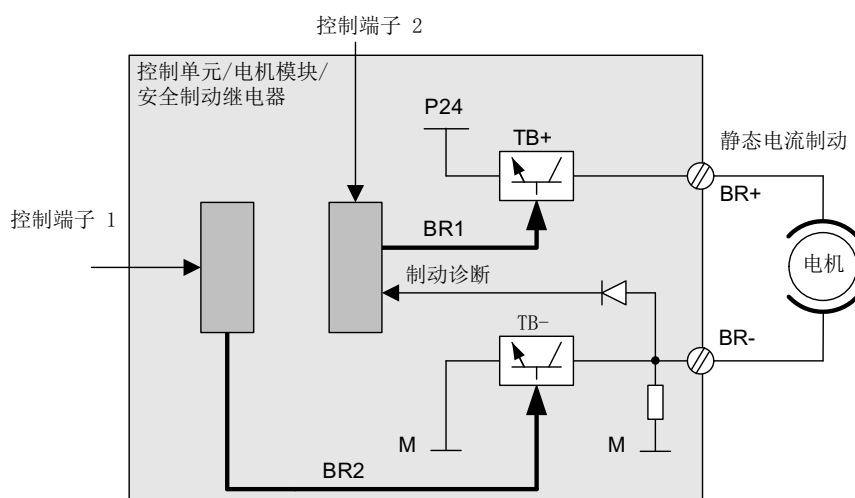 控制端子 2
控制单元/电机模块/
安全制动继电器
P24
TB+
静态电流制动
BR+
控制端子 1
BR1
电机
制动诊断
TB-
BR-
M
M
BR2